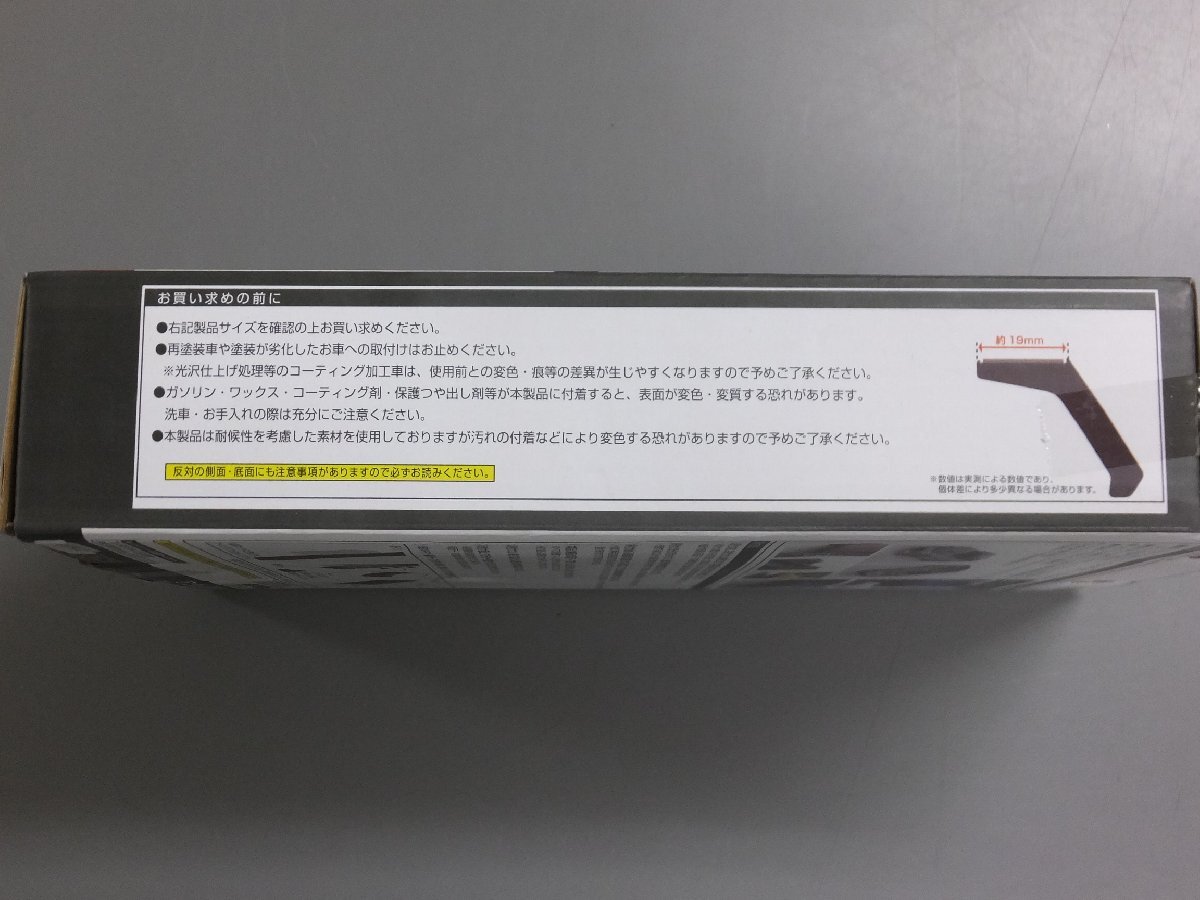 お買い求めの前に
●右記製品サイズを確認の上お買い求めください。
●再塗装車や塗装が劣化したお車への取付けはお止めください。
※光沢仕上げ処理等のコーティング加工車は、使用前との変色・痕等の差異が生じやすくなりますので予めご了承ください。
●ガソリン・ワックス・コーティング剤・保護つや出し剤等が本製品に付着すると、表面が変色・変質する恐れがあります。
洗車・お手入れの際は充分にご注意ください。
●本製品は耐候性を考慮した素材を使用しておりますが汚れの付着などにより変色する恐れがありますので予めご了承ください。
反対の側面・底面にも注意事項がありますので必ずお読みください。
約19mm
※数値は実測による数値であり、
個体差により多少異なる場合があります。